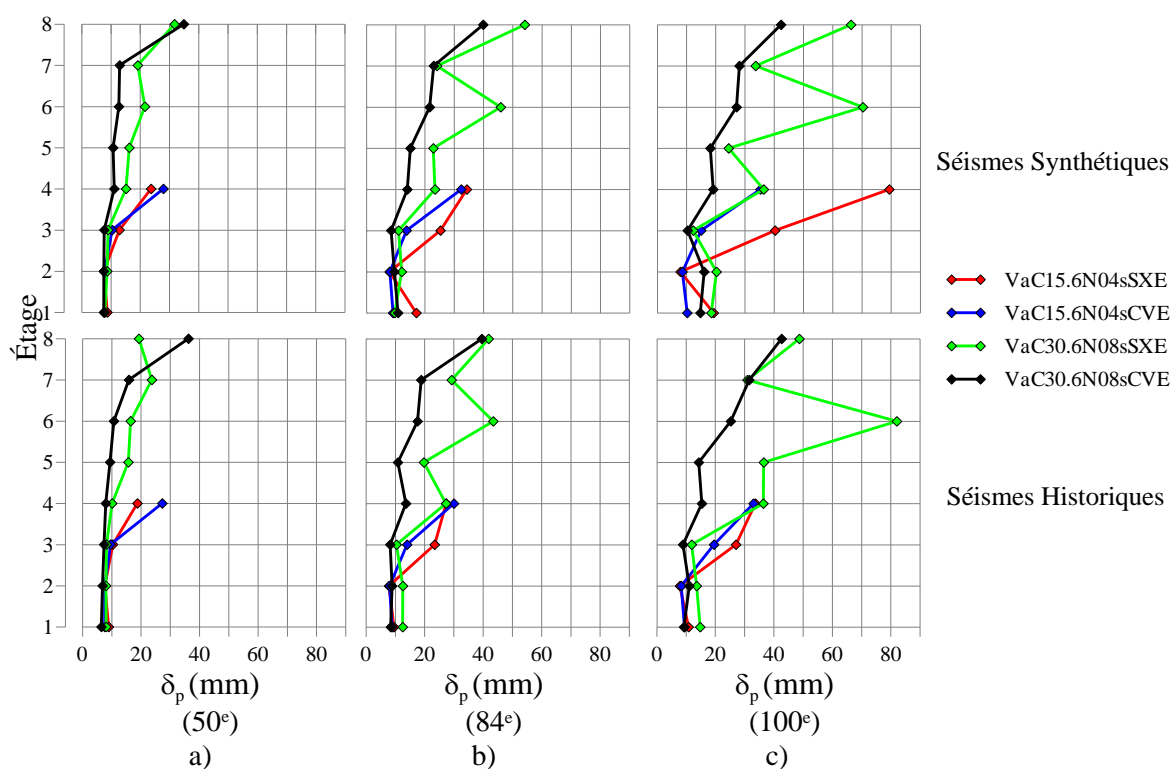 8
7
6
5
4
3
2
1
Étage
8
7
6
5
4
3
2
1
0 20 40 60 80
0 20 40 60 80
0 20 40 60 80
δp (mm)
(50e)
a)
δp (mm)
(84e)
b)
δp (mm)
(100e)
c)
Séismes Synthétiques
VaC15.6N04sSXE
VaC15.6N04sCVE
VaC30.6N08sSXE
VaC30.6N08sCVE
Séismes Historiques